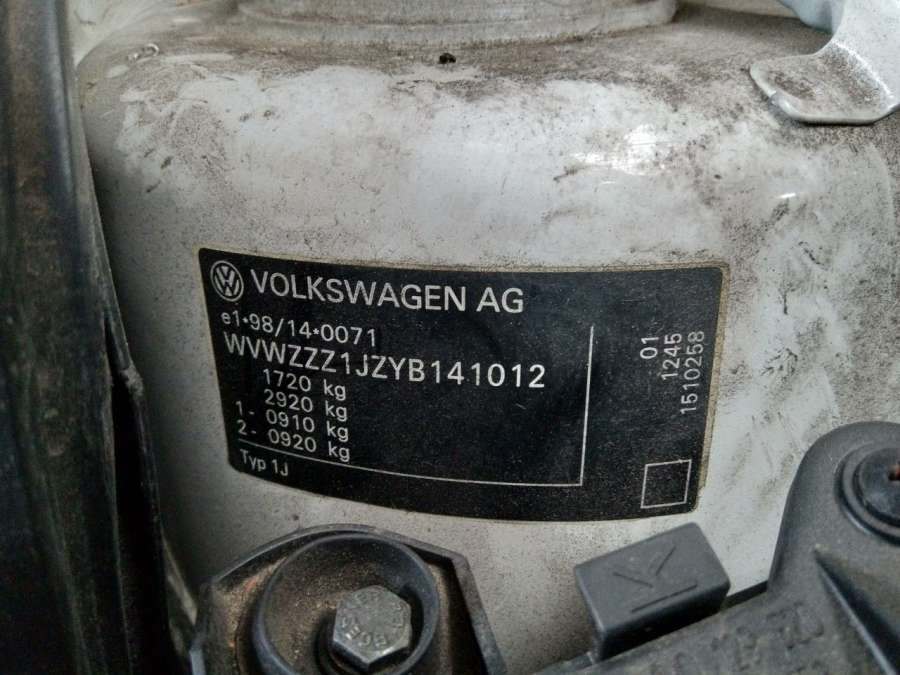 VOLKSWAGEN AG
e1*98/14*0071
WVWZZZ1JZYB141012
1720 kg
2920 kg
1- 0910 kg
2- 0920 kg
Typ 1J
01
1245
1510258